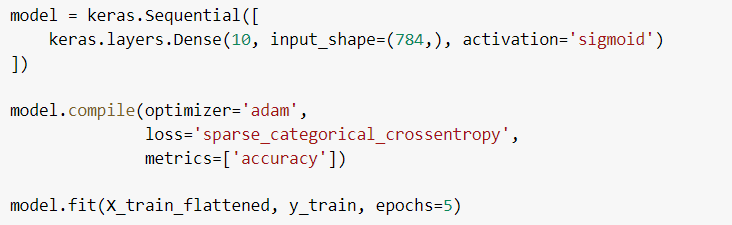 model = keras.Sequential([
    keras.layers.Dense(10, input_shape=(784,), activation='sigmoid')
])
model.compile(optimizer='adam',
              loss='sparse_categorical_crossentropy',
              metrics=['accuracy'])
model.fit(X_train_flattened, y_train, epochs=5)